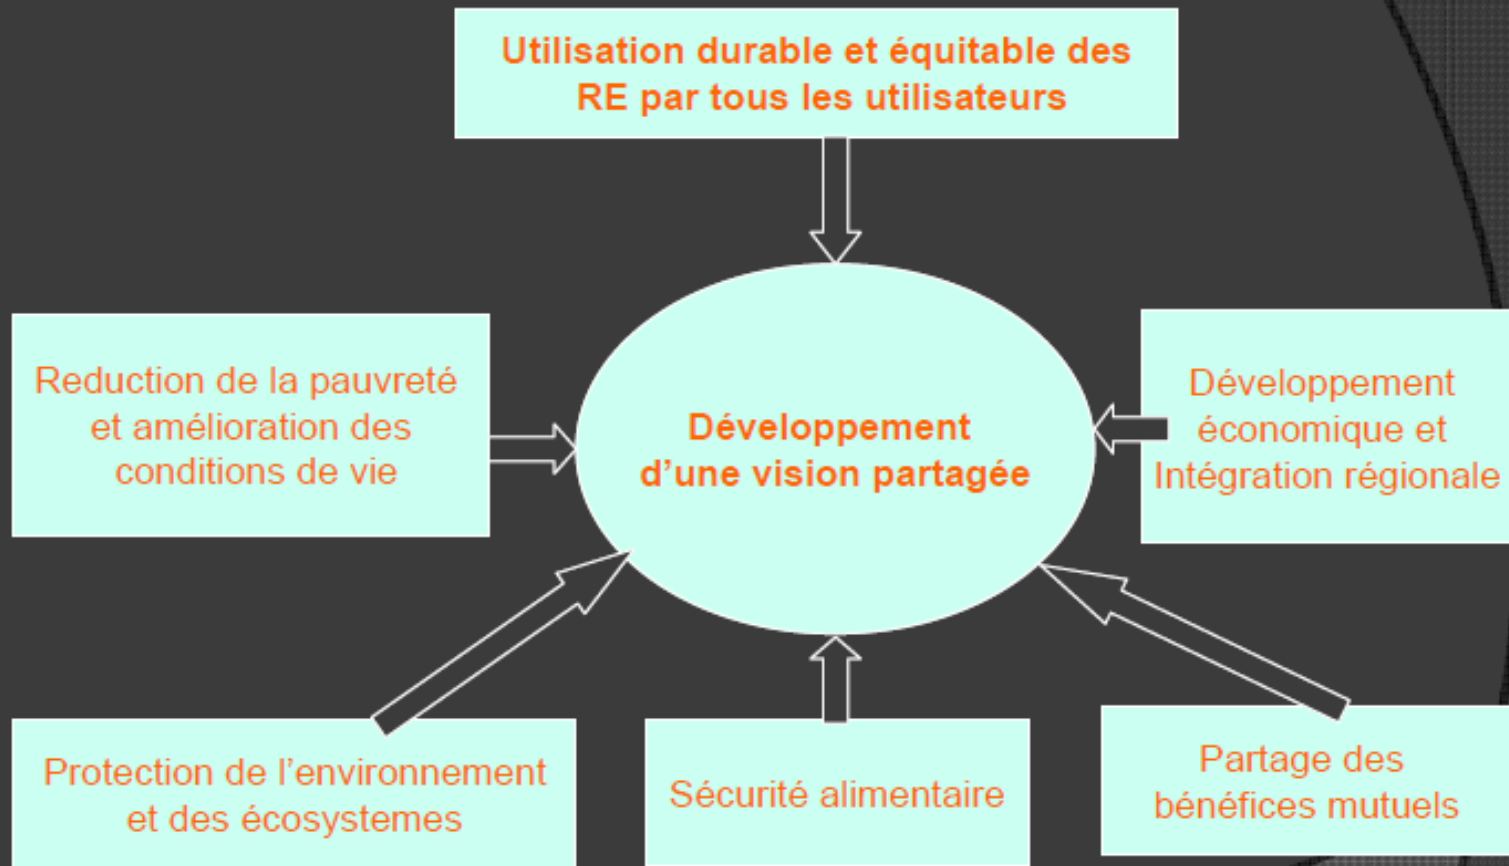 Utilisation durable et équitable des
RE par tous les utilisateurs
Reduction de la pauvreté
et amélioration des
conditions de vie
Développement
d’une vision partagée
Développement
économique et
Intégration régionale
Protection de l’environnement
et des écosystemes
Sécurité alimentaire
Partage des
bénéfices mutuels